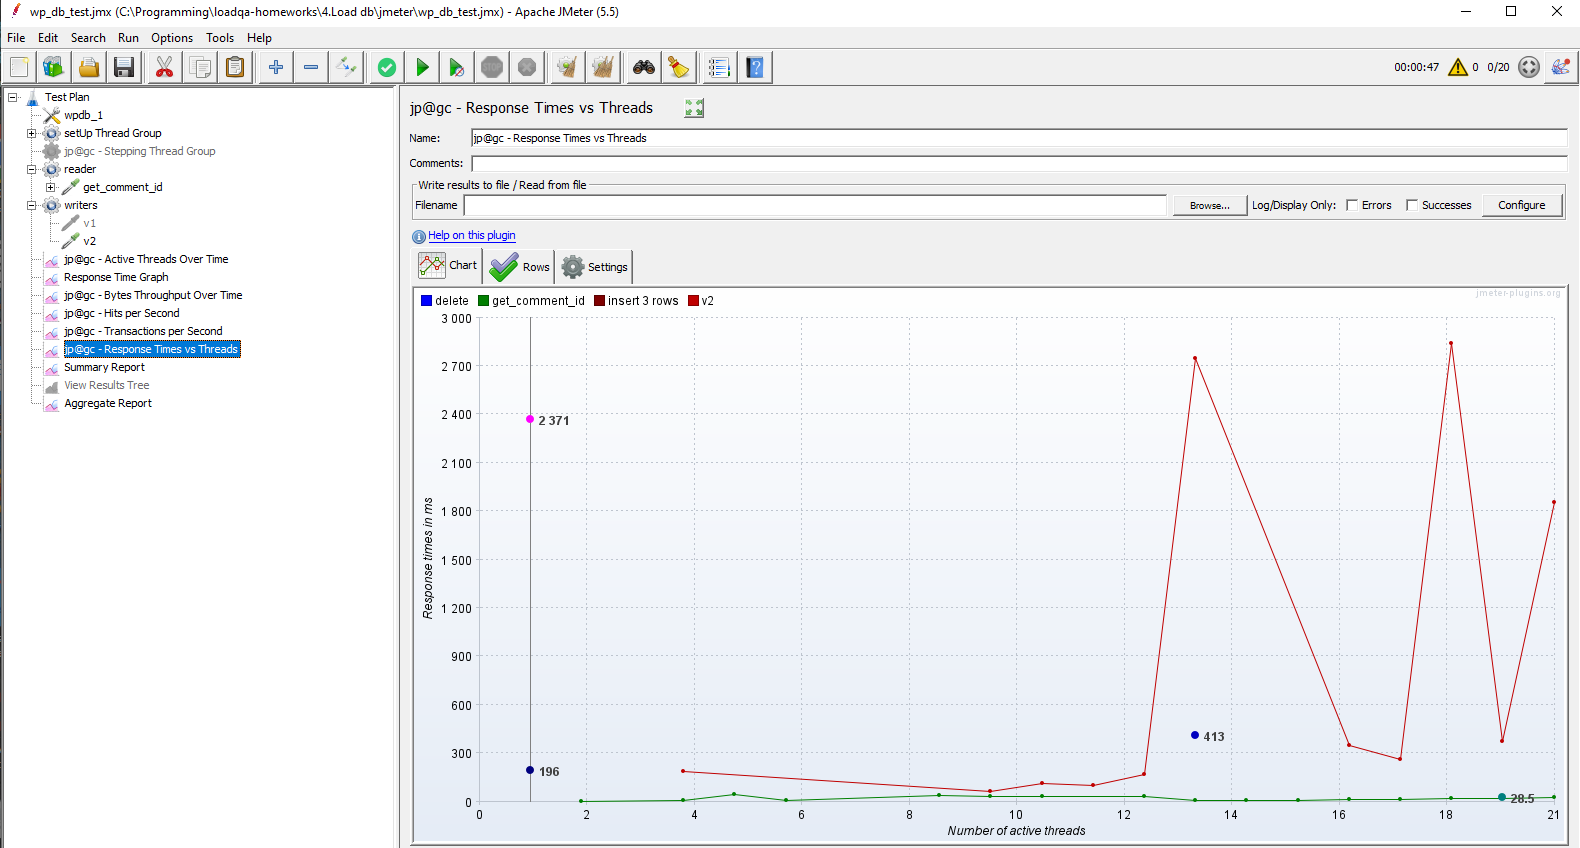 wp_db_test.jmx (C:\Programming\loadqa-homeworks\4.Load db\jmeter\wp_db_test.jmx) - Apache JMeter (5.5)
File Edit Search Run Options Tools Help
00:00:47 0 0/20
Test Plan
wpdb_1
setUp Thread Group
jp@gc - Stepping Thread Group
reader
get_comment_id
writers
v1
v2
jp@gc - Active Threads Over Time
Response Time Graph
jp@gc - Bytes Throughput Over Time
jp@gc - Hits per Second
jp@gc - Transactions per Second
jp@gc - Response Times vs Threads
Summary Report
View Results Tree
Aggregate Report
jp@gc - Response Times vs Threads
Name: jp@gc - Response Times vs Threads
Comments:
Write results to file / Read from file
Filename Browse... Log/Display Only: Errors Successes Configure
Help on this plugin
Chart Rows Settings
delete get_comment_id insert 3 rows v2
jmeter-plugins.org
3 000
2 700
2 400
2 100
1 800
1 500
1 200
900
600
300
0
Response times in ms
2 371
196
413
28.5
0 2 4 6 8 10 12 14 16 18 21
Number of active threads